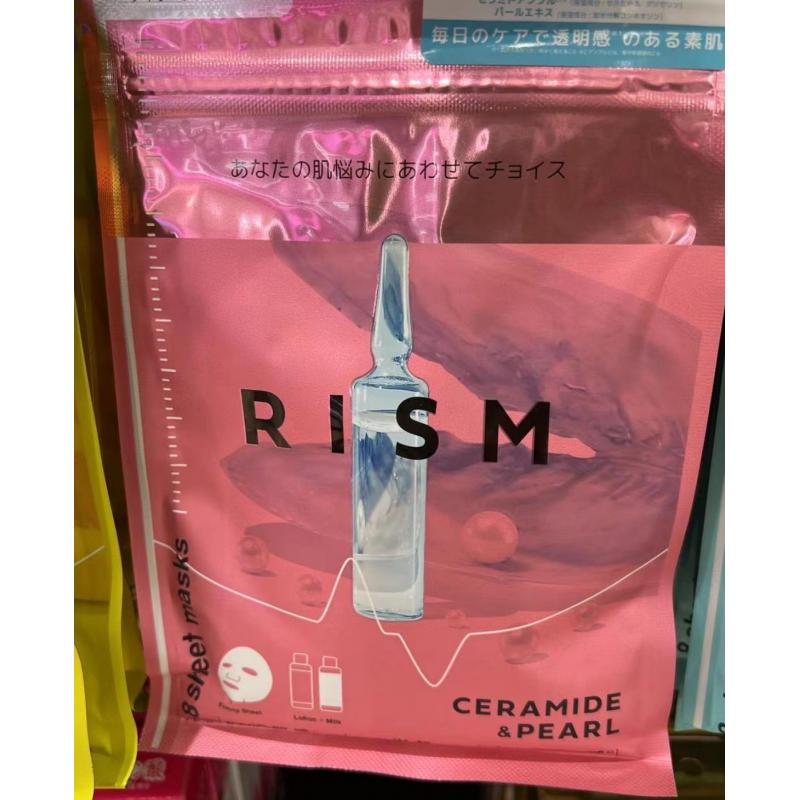 パールエキス
毎日のケアで透明感*のある素肌
あなたの肌悩みにあわせてチョイス
RISM
8 sheet masks
Lotion + Milk
CERAMIDE
&PEARL